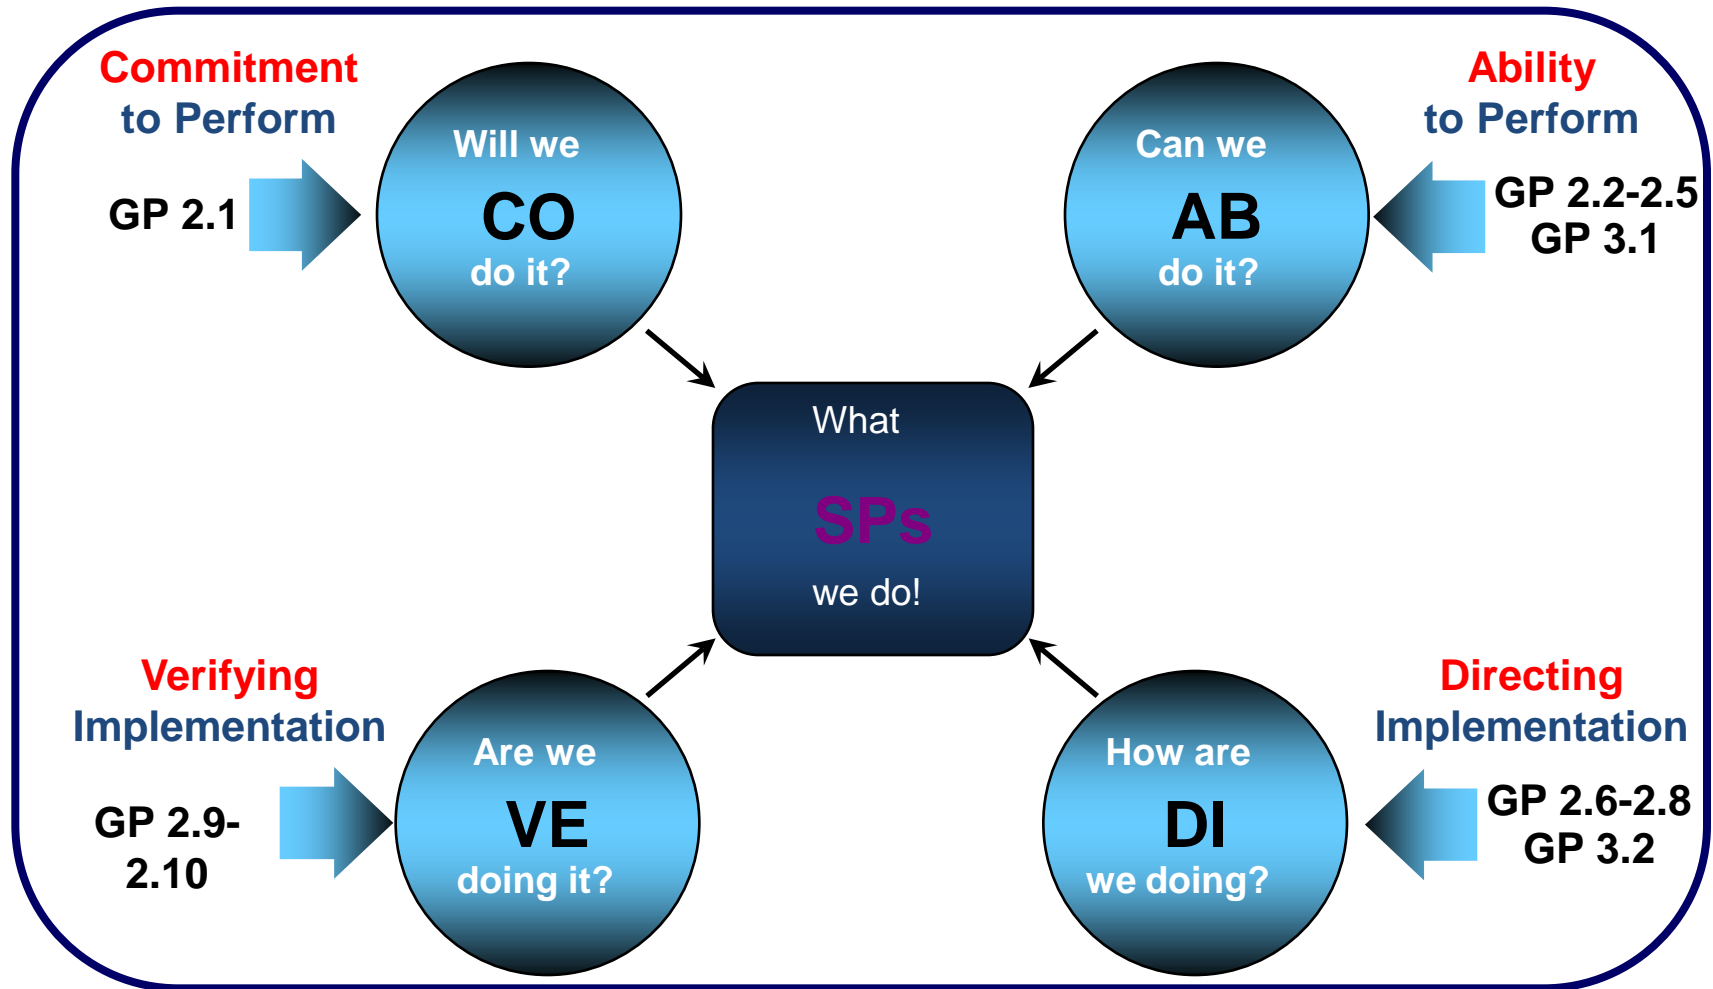 Commitment
to Perform
GP 2.1
Will we
CO
do it?
Can we
AB
do it?
Ability
to Perform
GP 2.2-2.5
GP 3.1
What
SPs
we do!
Verifying
Implementation
GP 2.9-
2.10
Are we
VE
doing it?
How are
DI
we doing?
Directing
Implementation
GP 2.6-2.8
GP 3.2